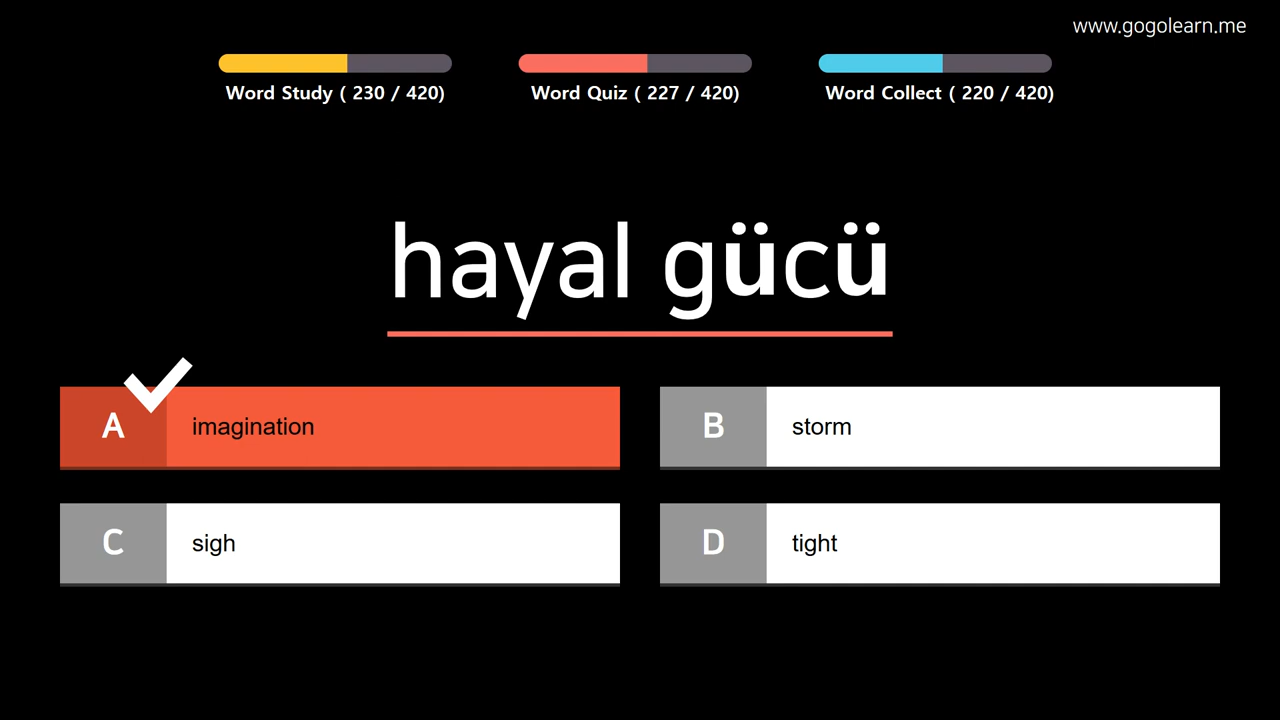 www.gogolearn.me
Word Study ( 230 / 420)
Word Quiz ( 227 / 420)
Word Collect ( 220 / 420)
hayal gücü
A imagination
B storm
C sigh
D tight